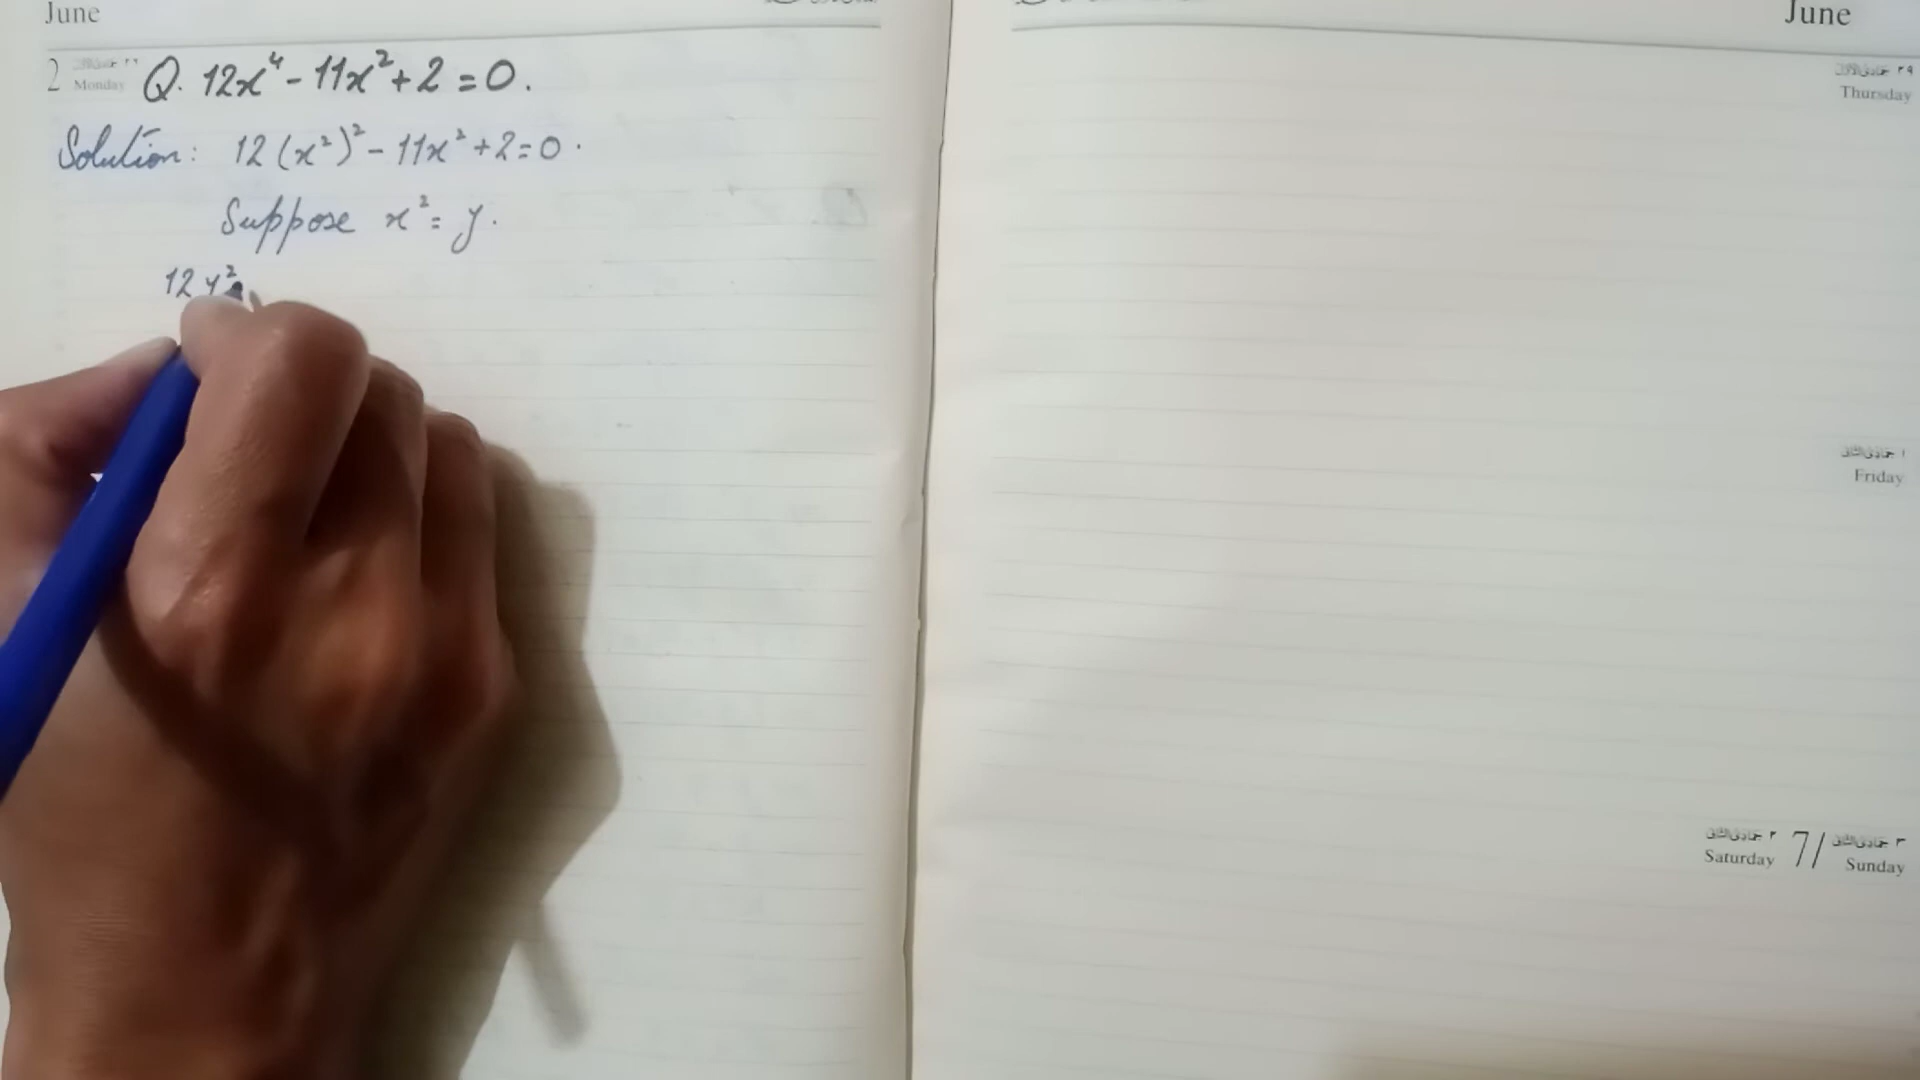 June
2 Monday Q. 12x⁴ - 11x² + 2 = 0.
Solution: 12(x²)² - 11x² + 2 = 0.
Suppose x² = y.
12y²
June
Thursday
Friday
Saturday 7/ Sunday